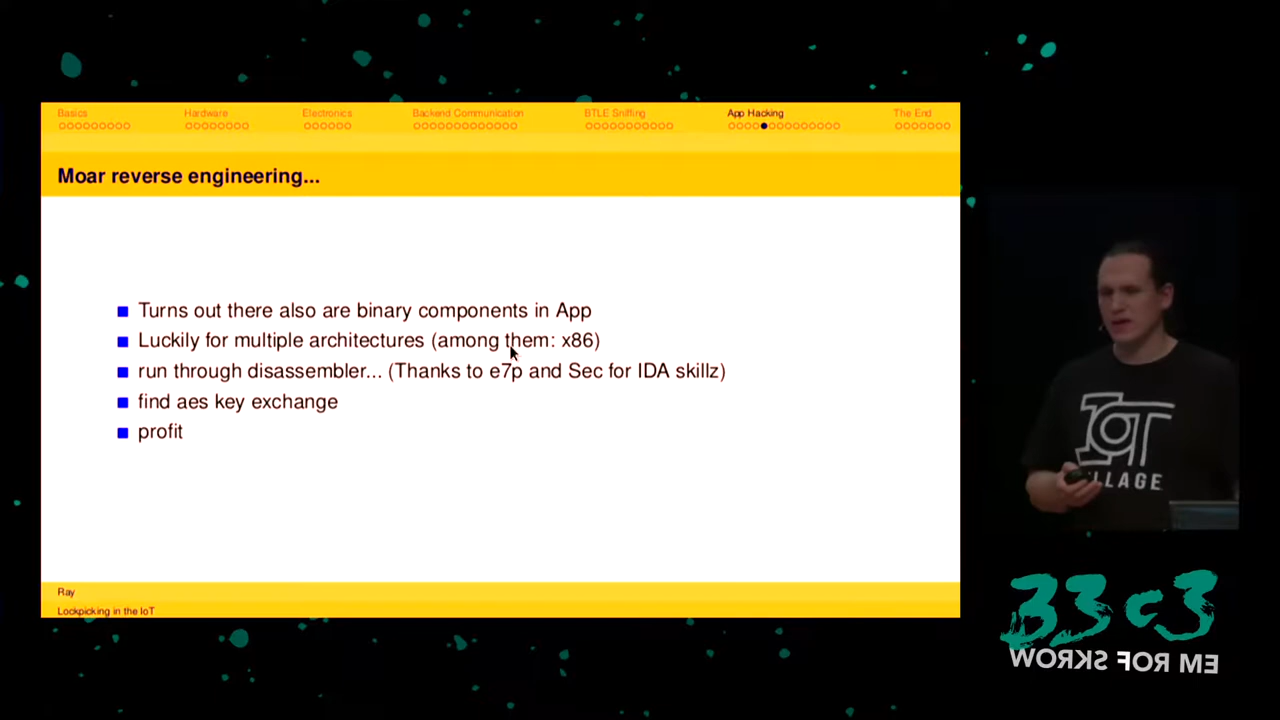 Basics Hardware Electronics Backend Communication BTLE Sniffing App Hacking The End
Moar reverse engineering...
Turns out there also are binary components in App
Luckily for multiple architectures (among them: x86)
run through disassembler... (Thanks to e7p and Sec for IDA skillz)
find aes key exchange
profit
Ray
Lockpicking in the IoT
IOT
VILLAGE
33c3
WORKS FOR ME